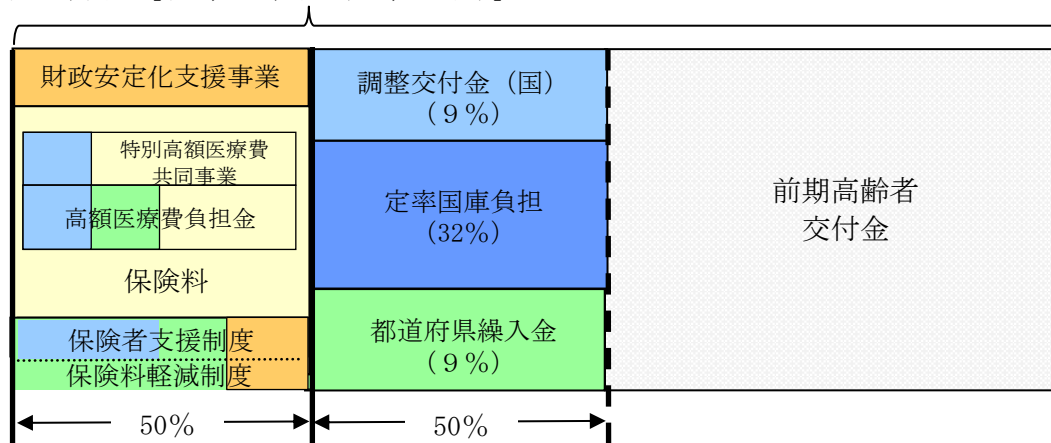 財政安定化支援事業
特別高額医療費
共同事業
高額医療費負担金
保険料
保険者支援制度
保険料軽減制度
50%
調整交付金（国）
（９％）
定率国庫負担
(32%)
都道府県繰入金
（９％）
50%
前期高齢者
交付金